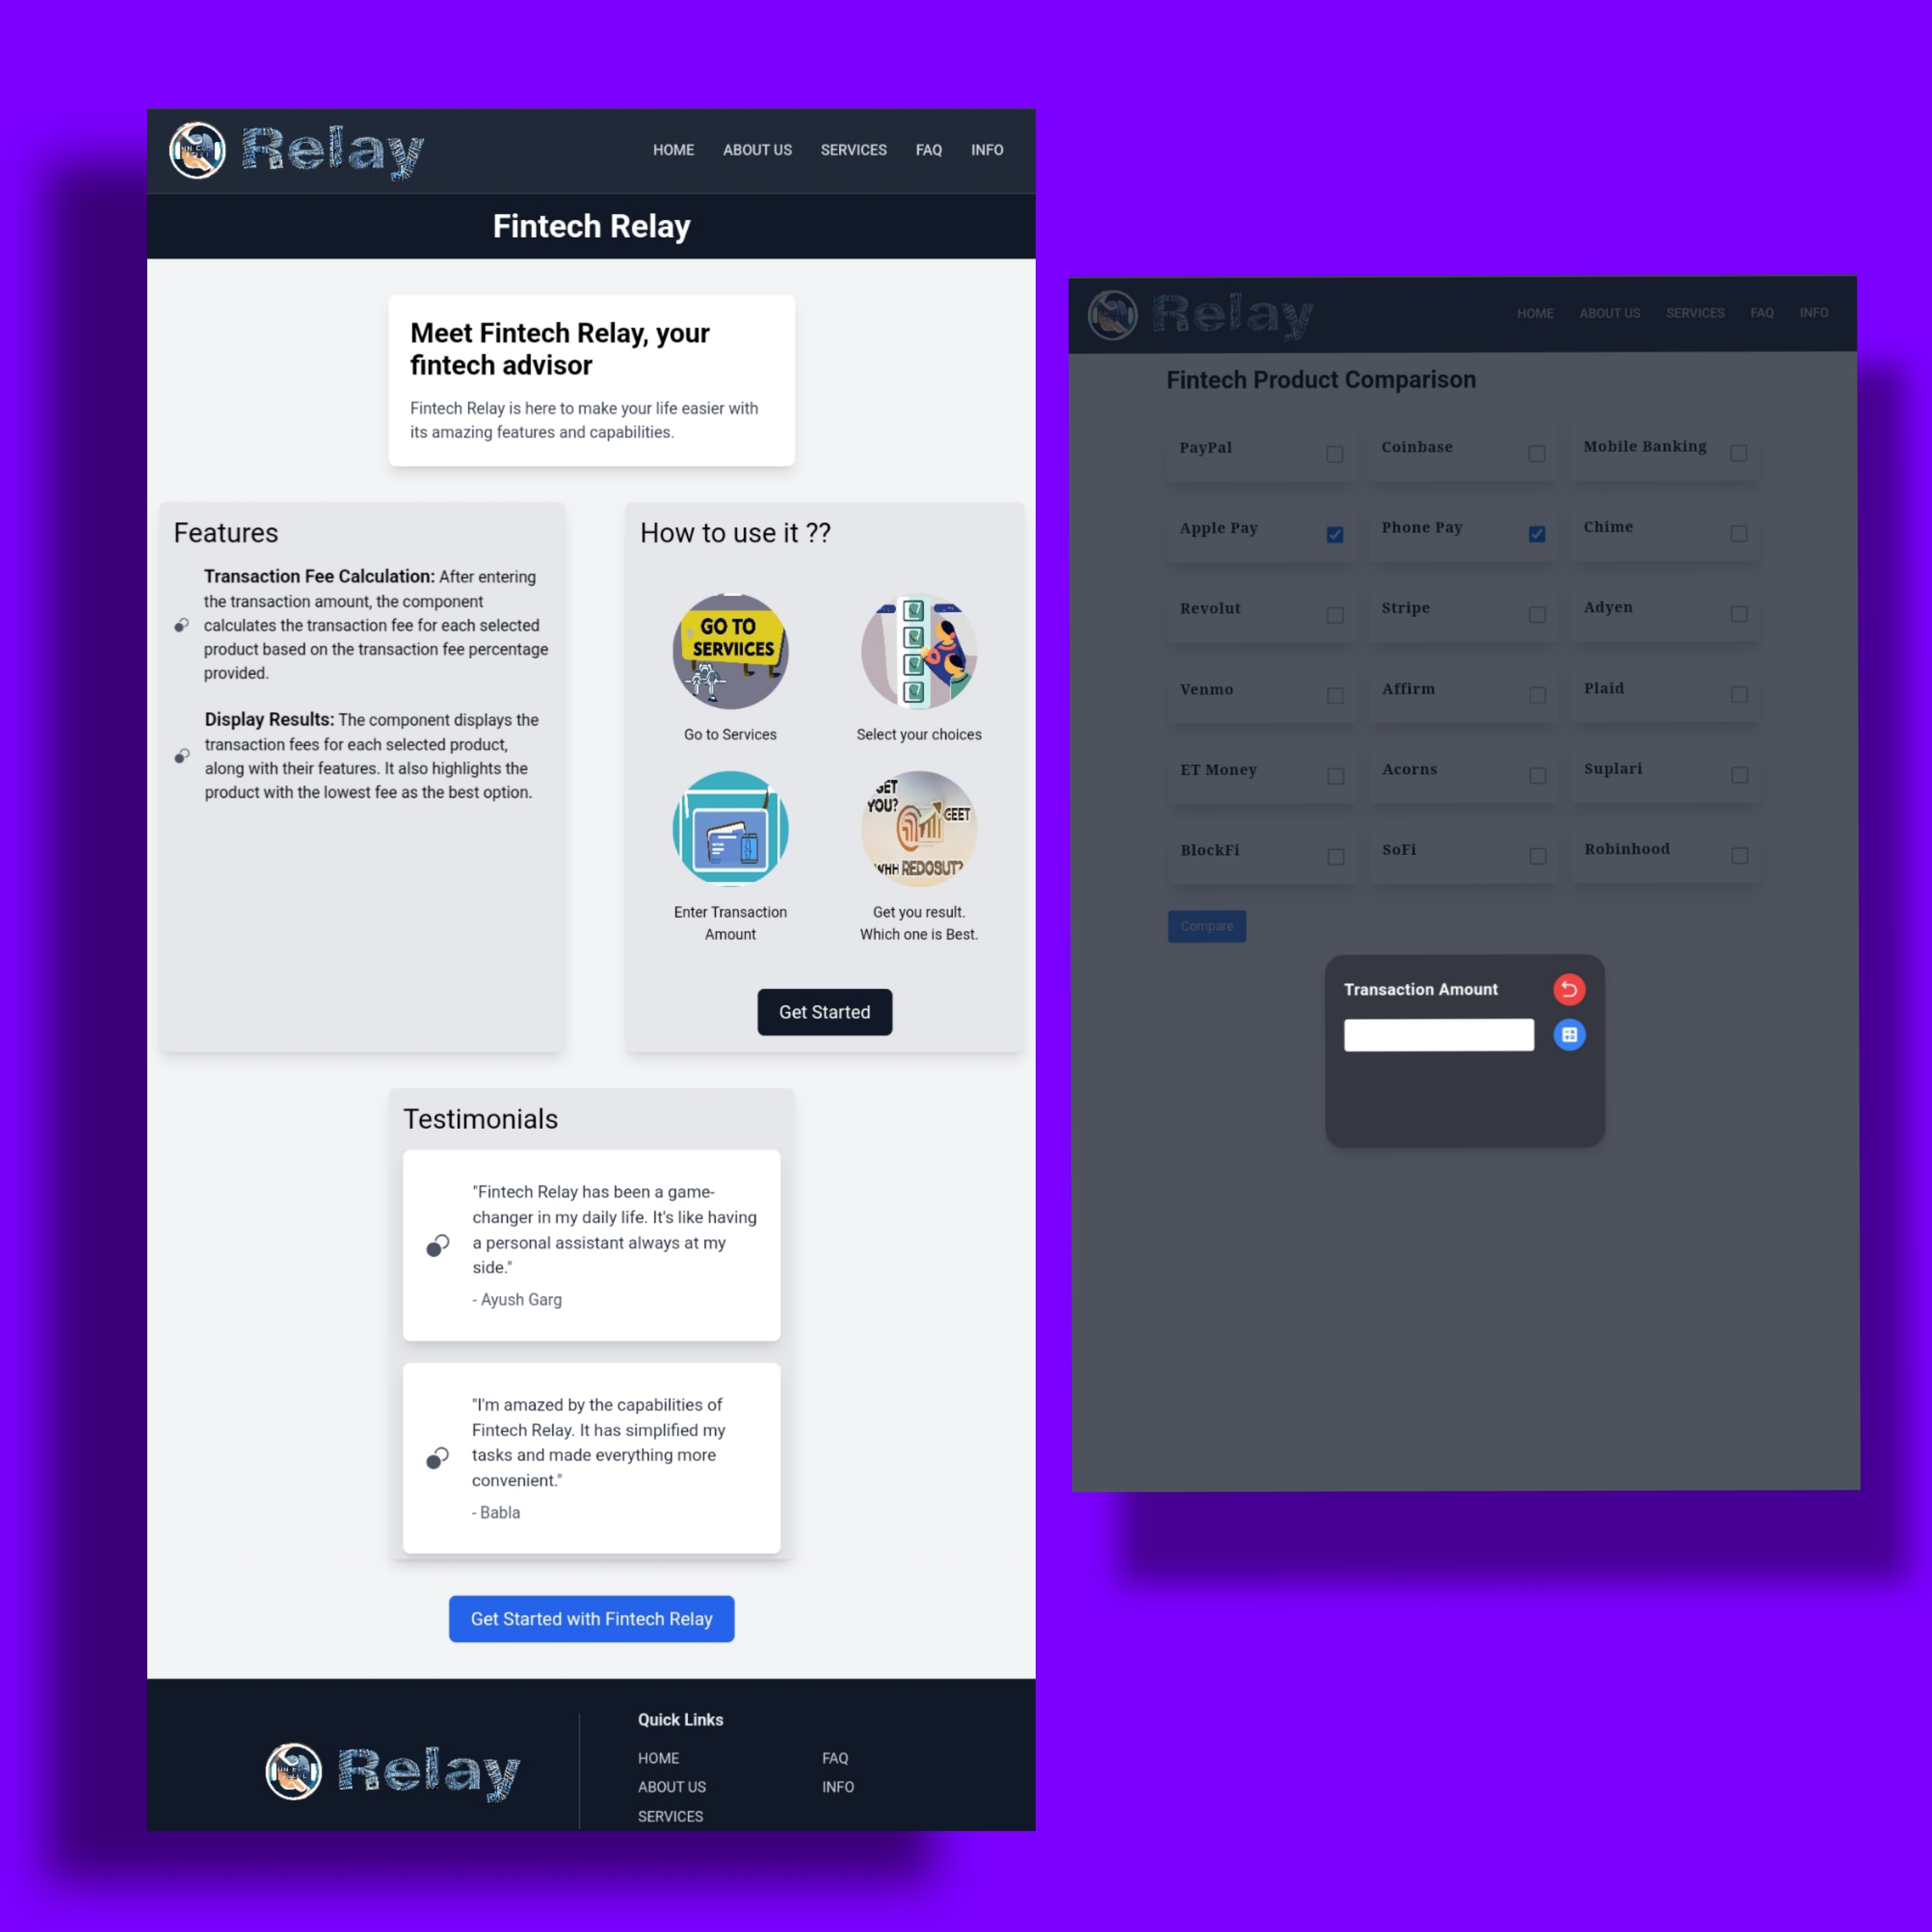 Relay
HOME ABOUT US SERVICES FAQ INFO
Fintech Relay
Meet Fintech Relay, your
fintech advisor
Fintech Relay is here to make your life easier with
its amazing features and capabilities.
Features
Transaction Fee Calculation: After entering
the transaction amount, the component
calculates the transaction fee for each selected
product based on the transaction fee percentage
provided.
Display Results: The component displays the
transaction fees for each selected product,
along with their features. It also highlights the
product with the lowest fee as the best option.
How to use it ??
GO TO
SERVIICES
Go to Services
Select your choices
Enter Transaction
Amount
GET
YOU?
GEET
WHH REDOSUT?
Get you result.
Which one is Best.
Get Started
Testimonials
"Fintech Relay has been a game-
changer in my daily life. It's like having
a personal assistant always at my
side."
- Ayush Garg
"I'm amazed by the capabilities of
Fintech Relay. It has simplified my
tasks and made everything more
convenient."
- Babla
Get Started with Fintech Relay
Relay
Quick Links
HOME FAQ
ABOUT US INFO
SERVICES
Relay
HOME ABOUT US SERVICES FAQ INFO
Fintech Product Comparison
PayPal Coinbase Mobile Banking
Apple Pay Phone Pay Chime
Revolut Stripe Adyen
Venmo Affirm Plaid
ET Money Acorns Suplari
BlockFi SoFi Robinhood
Compare
Transaction Amount